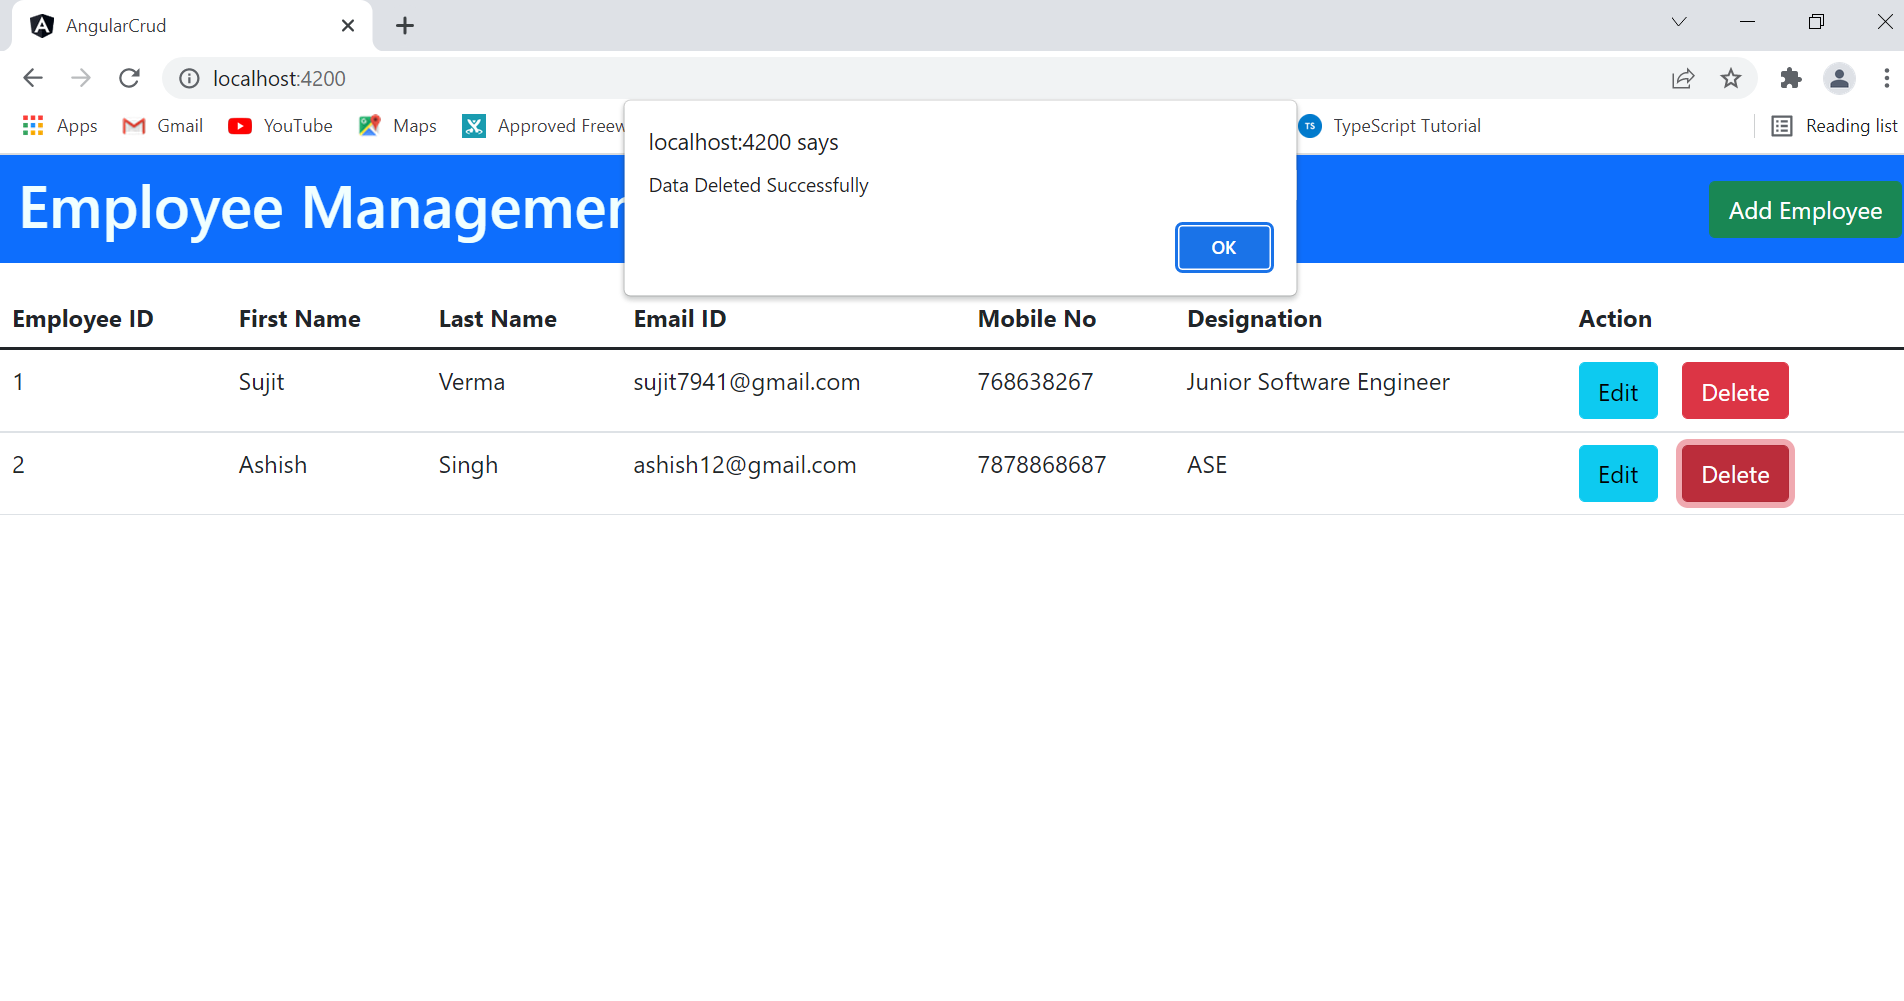 AngularCrud
localhost:4200
Apps Gmail YouTube Maps Approved Freew TS TypeScript Tutorial Reading list
localhost:4200 says
Data Deleted Successfully
OK
Employee Managemen Add Employee
Employee ID First Name Last Name Email ID Mobile No Designation Action
1 Sujit Verma sujit7941@gmail.com 768638267 Junior Software Engineer Edit Delete
2 Ashish Singh ashish12@gmail.com 7878868687 ASE Edit Delete